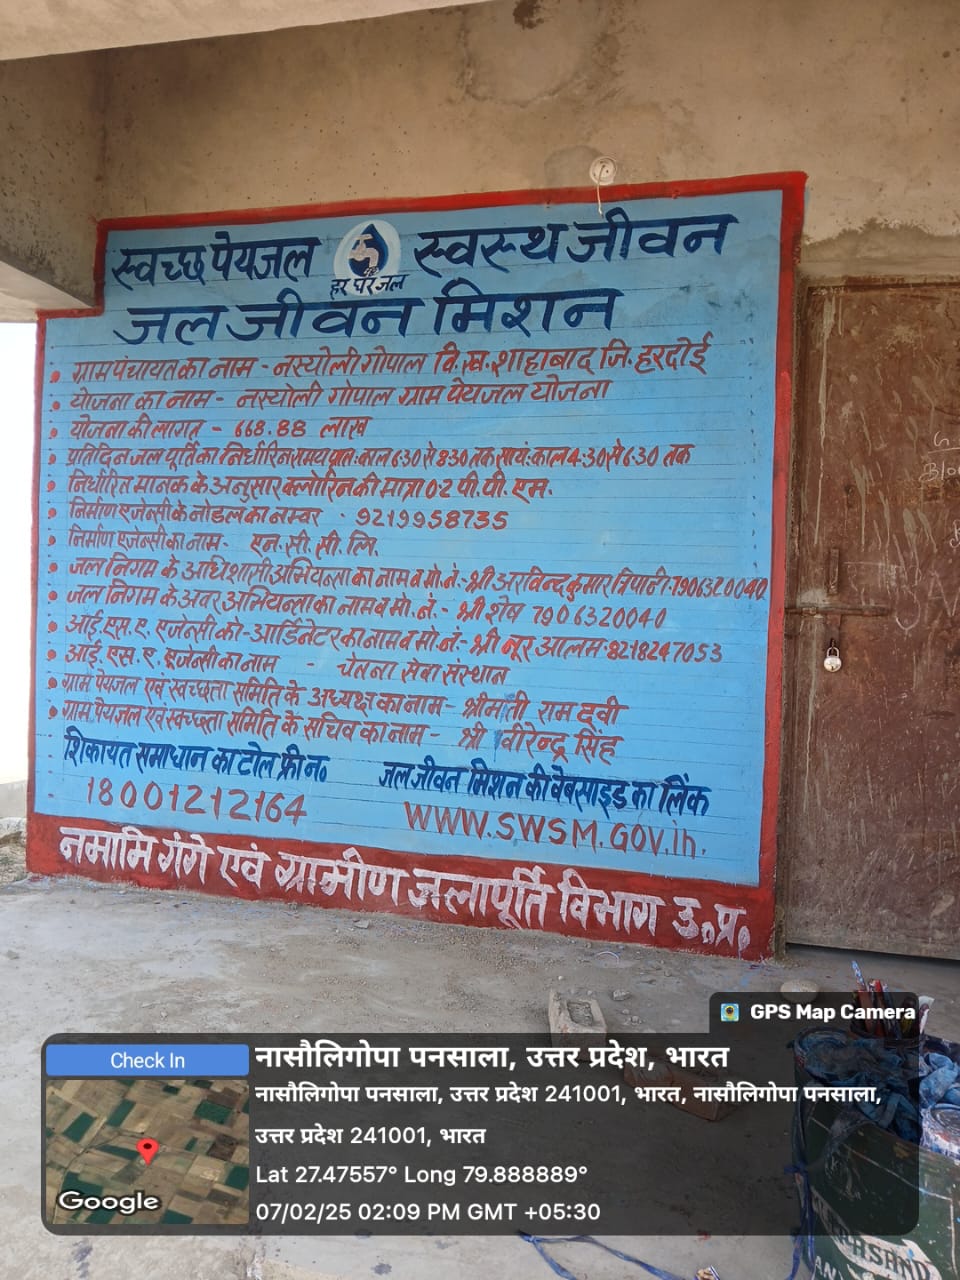 स्वच्छ पेयजल स्वस्थ जीवन
हर घर जल
जल जीवन मिशन
• ग्राम पंचायत का नाम - नस्योली गोपाल वि.ख. शाहाबाद जि. हरदोई
• योजना का नाम - नस्योली गोपाल ग्राम पेयजल योजना
• योजना की लागत - 668.88 लाख
• प्रतिदिन जल पूर्ति का निर्धारित समय प्रातः काल 6:30 से 8:30 तक सायं:काल 4:30 से 6:30 तक
• निर्धारित मानक के अनुसार क्लोरिन की मात्रा 0.2 पी.पी.एम.
• निर्माण एजेन्सी के नोडल का नम्बर - 9219958735
• निर्माण एजेन्सी का नाम - एन.सी.सी.लि.
• जल निगम के अधिशासी अभियन्ता का नाम व मो.नं:- श्री अरविन्द कुमार त्रिपाठी-7906320040
• जल निगम के अवर अभियन्ता का नाम व मो.नं.- श्री शेष 7906320040
• आई.एस.ए. एजेन्सी को-आर्डिनेटर का नाम व मो.नं:- श्री नूर आलम-8218247053
• आई.एस.ए. एजेन्सी का नाम - चेतना सेवा संस्थान
• ग्राम पेयजल एवं स्वच्छता समिति के अध्यक्ष का नाम- श्रीमती राम देवी
• ग्राम पेयजल एवं स्वच्छता समिति के सचिव का नाम - श्री वीरेन्द्र सिंह
शिकायत समाधान का टोल फ्री नं०
18001212164
जल जीवन मिशन की वेबसाइड का लिंक
WWW.SWSM.GOV.in.
नमामि गंगे एवं ग्रामीण जलापूर्ति विभाग उ.प्र.
GPS Map Camera
Check In
नासौलिगोपा पनसाला, उत्तर प्रदेश, भारत
नासौलिगोपा पनसाला, उत्तर प्रदेश 241001, भारत, नासौलिगोपा पनसाला,
उत्तर प्रदेश 241001, भारत
Lat 27.47557° Long 79.888889°
07/02/25 02:09 PM GMT +05:30
Google